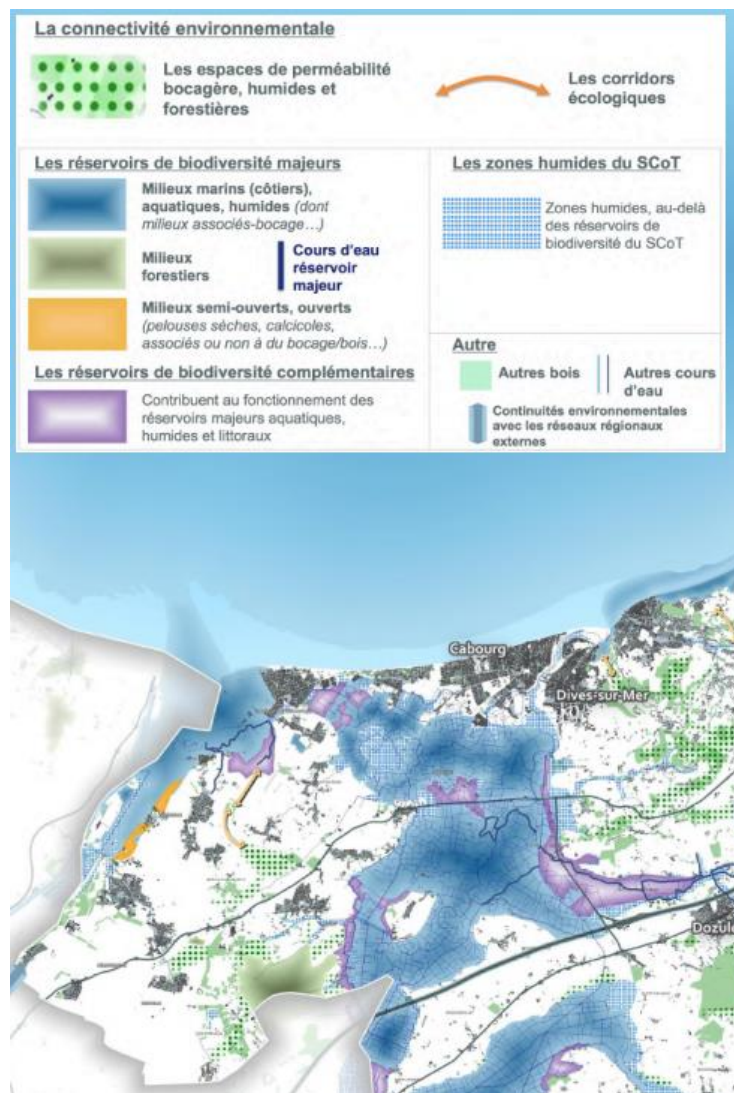 La connectivité environnementale
Les espaces de perméabilité
bocagère, humides et
forestières
Les corridors
écologiques
Les réservoirs de biodiversité majeurs
Milieux marins (côtiers),
aquatiques, humides (dont
milieux associés-bocage…)
Milieux
forestiers
Cours d'eau
réservoir
majeur
Milieux semi-ouverts, ouverts
(pelouses sèches, calcicoles,
associés ou non à du bocage/bois…)
Les réservoirs de biodiversité complémentaires
Contribuent au fonctionnement des
réservoirs majeurs aquatiques,
humides et littoraux
Les zones humides du SCoT
Zones humides, au-delà
des réservoirs de
biodiversité du SCoT
Autre
Autres bois
Autres cours
d'eau
Continuités environnementales
avec les réseaux régionaux
externes
Cabourg
Dives-sur-Mer
Dozulé